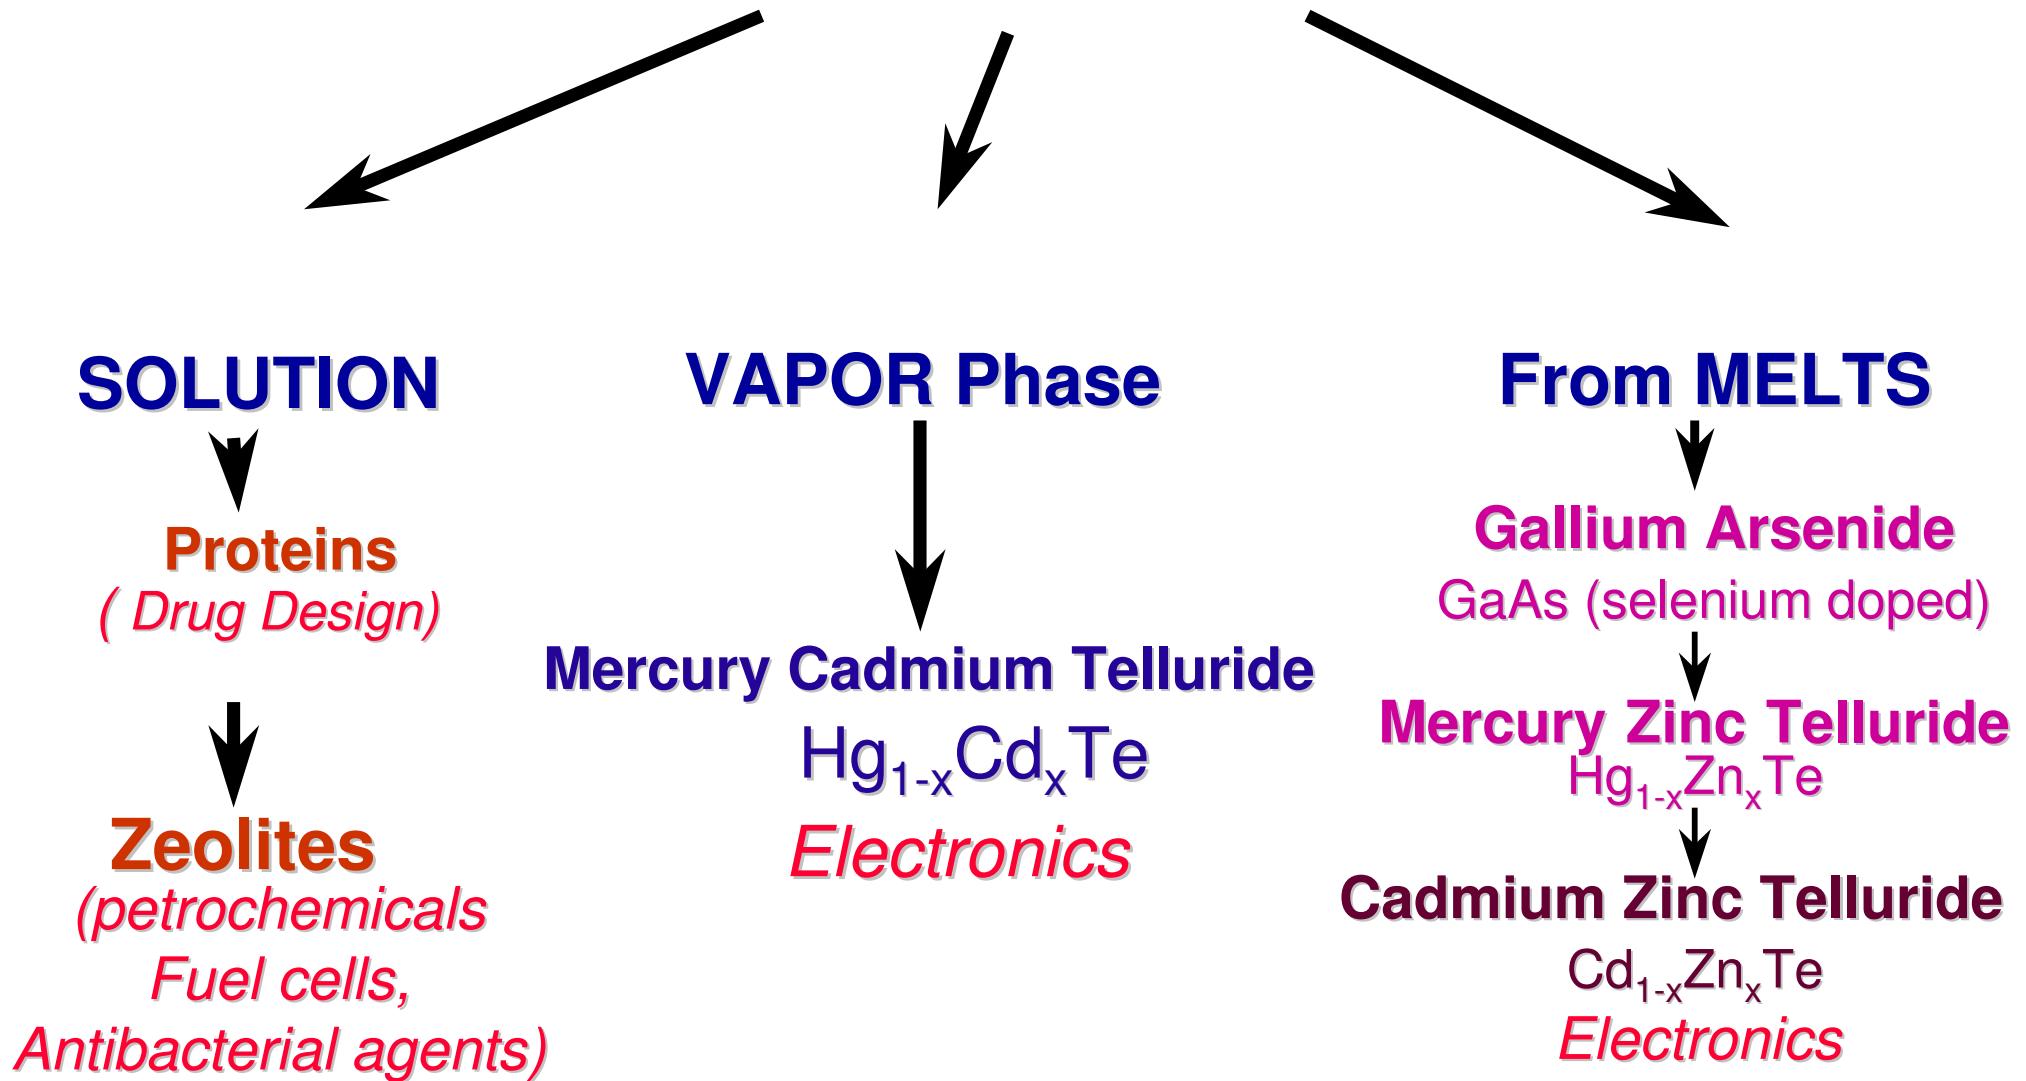 SOLUTION
Proteins
( Drug Design)
Zeolites
(petrochemicals
Fuel cells,
Antibacterial agents)
VAPOR Phase
Mercury Cadmium Telluride
Hg1-xCdxTe
Electronics
From MELTS
Gallium Arsenide
GaAs (selenium doped)
Mercury Zinc Telluride
Hg1-xZnxTe
Cadmium Zinc Telluride
Cd1-xZnxTe
Electronics